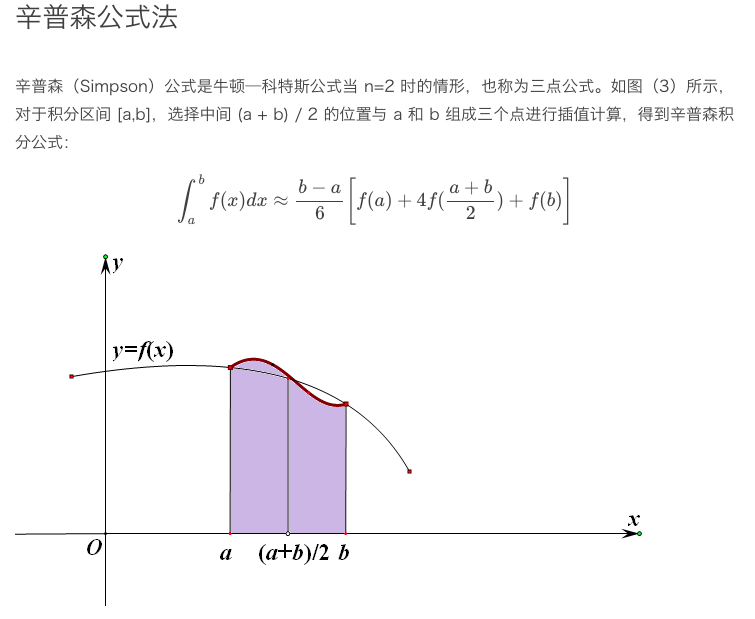 辛普森公式法
辛普森（Simpson）公式是牛顿—科特斯公式当 n=2 时的情形，也称为三点公式。如图（3）所示，
对于积分区间 [a,b]，选择中间 (a + b) / 2 的位置与 a 和 b 组成三个点进行插值计算，得到辛普森积
分公式：
∫_a^b f(x)dx ≈ \frac{b − a}{6} [f(a) + 4f(\frac{a + b}{2}) + f(b)]
y
y=f(x)
x
O a (a+b)/2 b